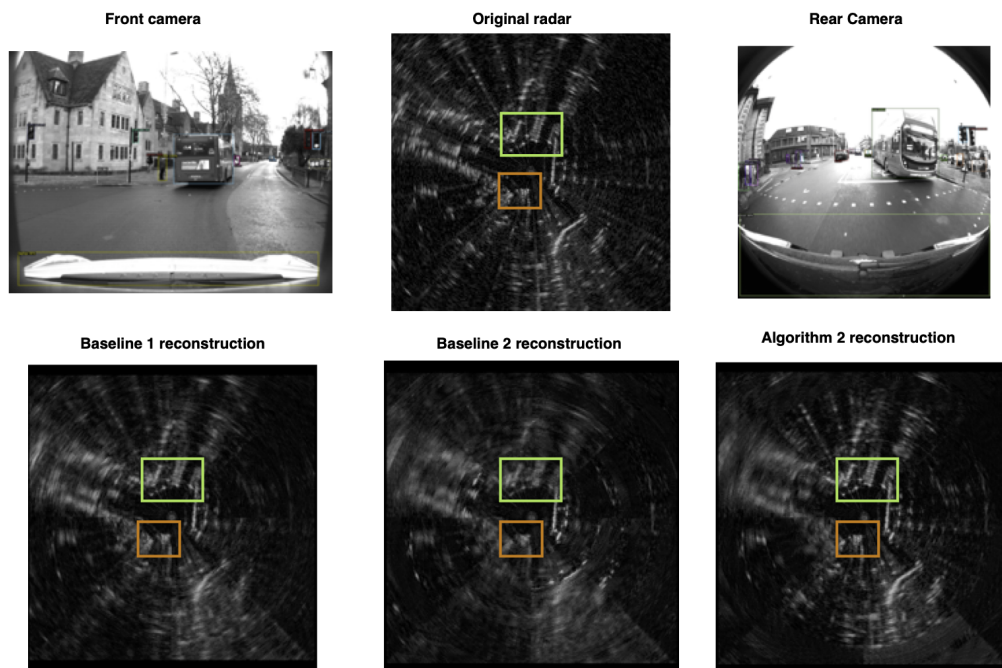 Front camera
Original radar
Rear Camera
Baseline 1 reconstruction
Baseline 2 reconstruction
Algorithm 2 reconstruction